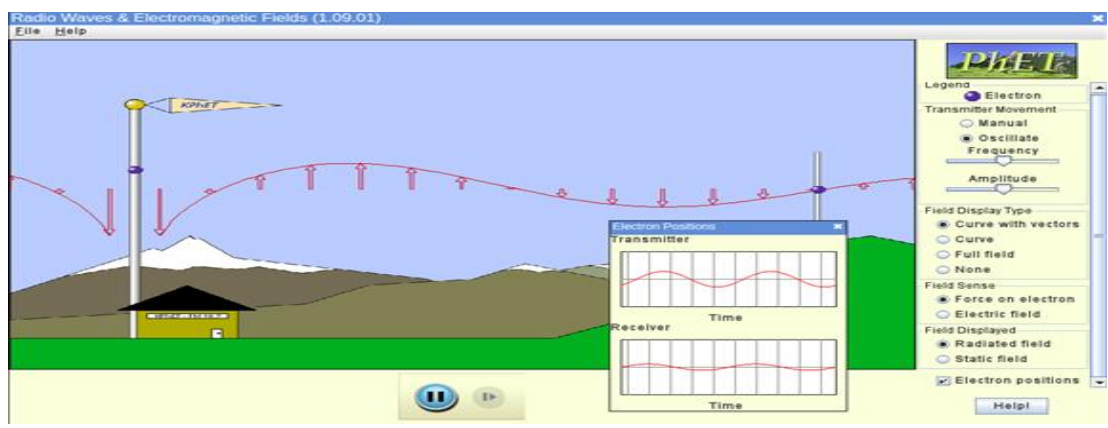 Radio Waves & Electromagnetic Fields (1.09.01)
File Help
KPhET
PhET
Legend
Electron
Transmitter Movement
Manual
Oscillate
Frequency
Amplitude
Field Display Type
Curve with vectors
Curve
Full field
None
Field Sense
Force on electron
Electric field
Field Displayed
Radiated field
Static field
Electron positions
Help!
Electron Positions
Transmitter
Time
Receiver
Time